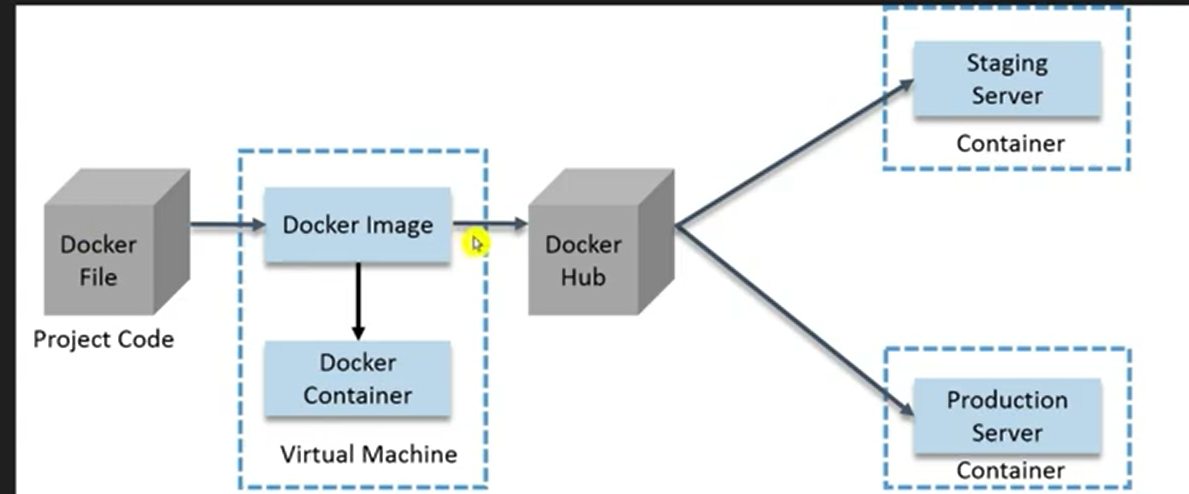 Docker
File
Project Code
Docker Image
Docker
Container
Virtual Machine
Docker
Hub
Staging
Server
Container
Production
Server
Container